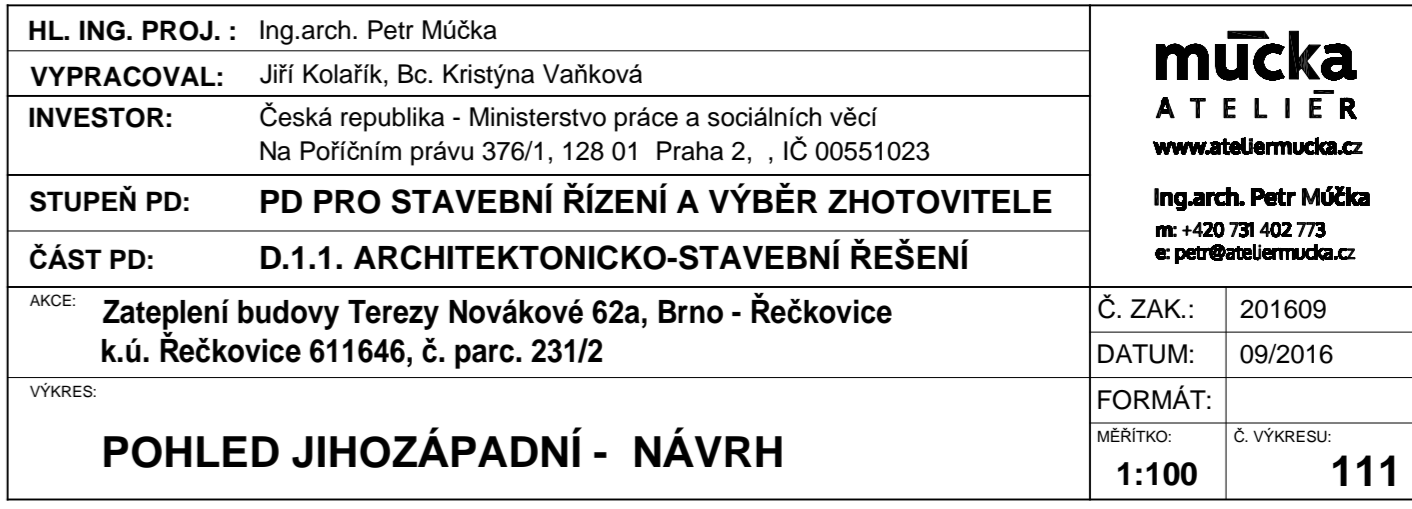 HL. ING. PROJ. : Ing.arch. Petr Múčka
VYPRACOVAL: Jiří Kolařík, Bc. Kristýna Vaňková
INVESTOR: Česká republika - Ministerstvo práce a sociálních věcí
Na Poříčním právu 376/1, 128 01 Praha 2, , IČ 00551023
STUPEŇ PD: PD PRO STAVEBNÍ ŘÍZENÍ A VÝBĚR ZHOTOVITELE
ČÁST PD: D.1.1. ARCHITEKTONICKO-STAVEBNÍ ŘEŠENÍ
mūcka
ATELIĒR
www.ateliermucka.cz
Ing.arch. Petr Múčka
m: +420 731 402 773
e: petr@ateliermucka.cz
AKCE: Zateplení budovy Terezy Novákové 62a, Brno - Řečkovice
k.ú. Řečkovice 611646, č. parc. 231/2
VÝKRES:
POHLED JIHOZÁPADNÍ - NÁVRH
Č. ZAK.: 201609
DATUM: 09/2016
FORMÁT:
MĚŘÍTKO: Č. VÝKRESU:
1:100 111